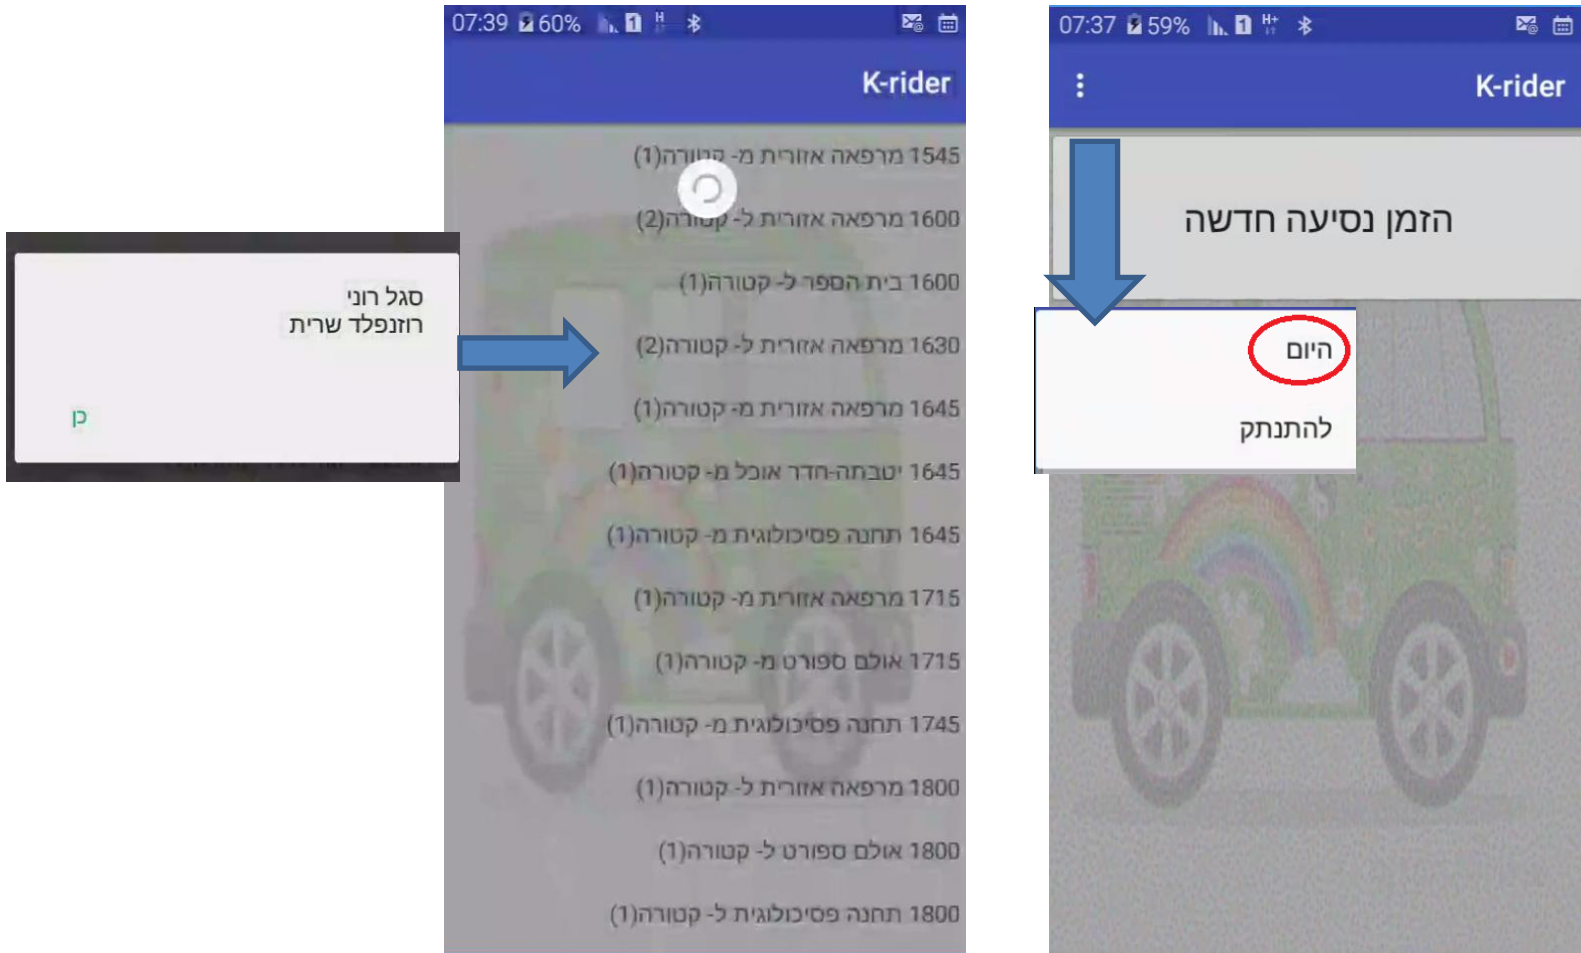 07:37 59% 1 H+
K-rider
הזמן נסיעה חדשה
היום
להתנתק
07:39 60% 1 H
K-rider
1545 מרפאה אזורית מ- קטורה(1)
1600 מרפאה אזורית ל- קטורה(2)
1600 בית הספר ל- קטורה(1)
1630 מרפאה אזורית ל- קטורה(2)
1645 מרפאה אזורית מ- קטורה(1)
1645 יטבתה-חדר אוכל מ- קטורה(1)
1645 תחנה פסיכולוגית מ- קטורה(1)
1715 מרפאה אזורית מ- קטורה(1)
1715 אולם ספורט מ- קטורה(1)
1745 תחנה פסיכולוגית מ- קטורה(1)
1800 מרפאה אזורית ל- קטורה(1)
1800 אולם ספורט ל- קטורה(1)
1800 תחנה פסיכולוגית ל- קטורה(1)
סגל רוני
רוזנפלד שרית
כן